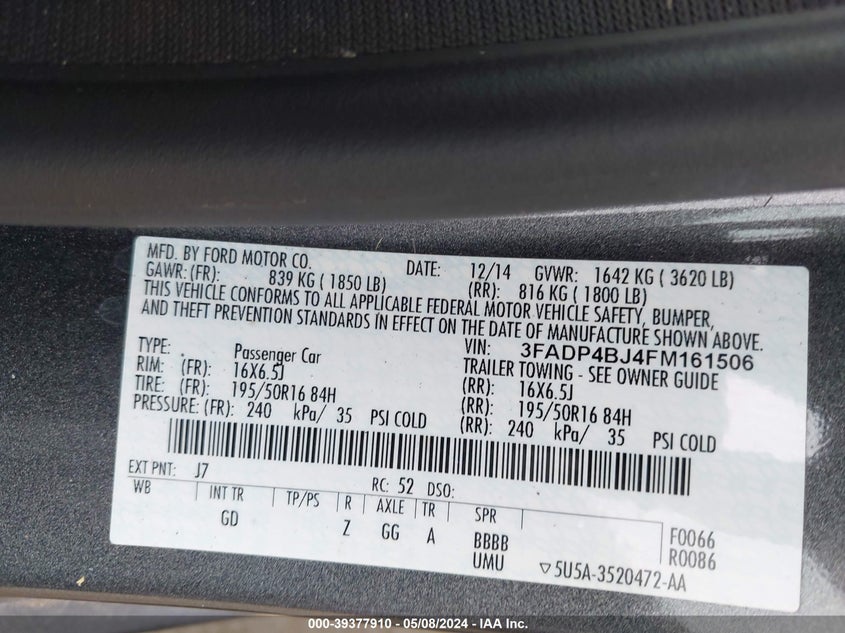 MFD. BY FORD MOTOR CO. DATE: 12/14 GVWR: 1642 KG ( 3620 LB)
GAWR: (FR): 839 KG ( 1850 LB) (RR): 816 KG ( 1800 LB)
THIS VEHICLE CONFORMS TO ALL APPLICABLE FEDERAL MOTOR VEHICLE SAFETY, BUMPER,
AND THEFT PREVENTION STANDARDS IN EFFECT ON THE DATE OF MANUFACTURE SHOWN ABOVE.
VIN: 3FADP4BJ4FM161506
TYPE: Passenger Car TRAILER TOWING - SEE OWNER GUIDE
RIM: (FR): 16X6.5J (RR): 16X6.5J
TIRE: (FR): 195/50R16 84H (RR): 195/50R16 84H
PRESSURE: (FR): 240 kPa/ 35 PSI COLD (RR): 240 kPa/ 35 PSI COLD
EXT PNT: J7 RC: 52 DSO:
WB INT TR TP/PS R AXLE TR SPR
GD Z GG A BBBB F0066
UMU R0086
▽5U5A-3520472-AA
000-39377910 - 05/08/2024 - IAA Inc.